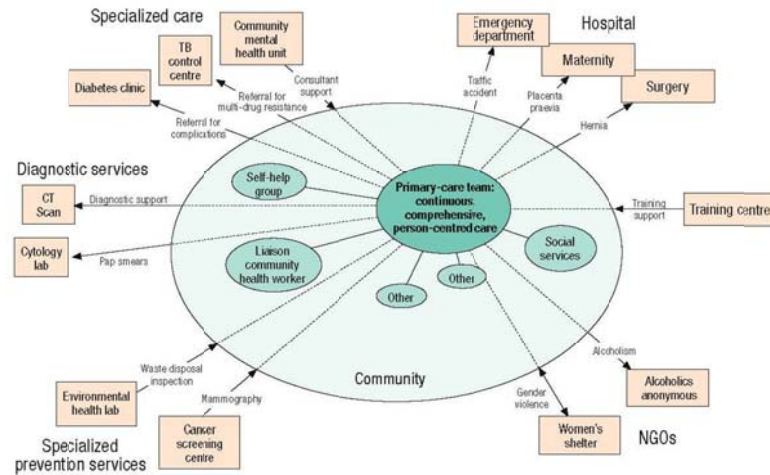 Specialized care
Community
mental
health unit
TB
control
centre
Diabetes clinic
Emergency
department
Hospital
Maternity
Surgery
Consultant
support
Referral for
multi-drug resistance
Referral for
complications
Traffic
accident
Placenta
praevia
Hernia
Diagnostic services
CT
Scan
Diagnostic support
Cytology
lab
Pap smears
Self-help
group
Primary-care team:
continuous,
comprehensive,
person-centred care
Training
support
Training centre
Liaison
community
health worker
Social
services
Other
Other
Community
Waste disposal
inspection
Environmental
health lab
Mammography
Cancer
screening
centre
Specialized
prevention services
Alcoholism
Alcoholics
anonymous
Gender
violence
Women's
shelter
NGOs